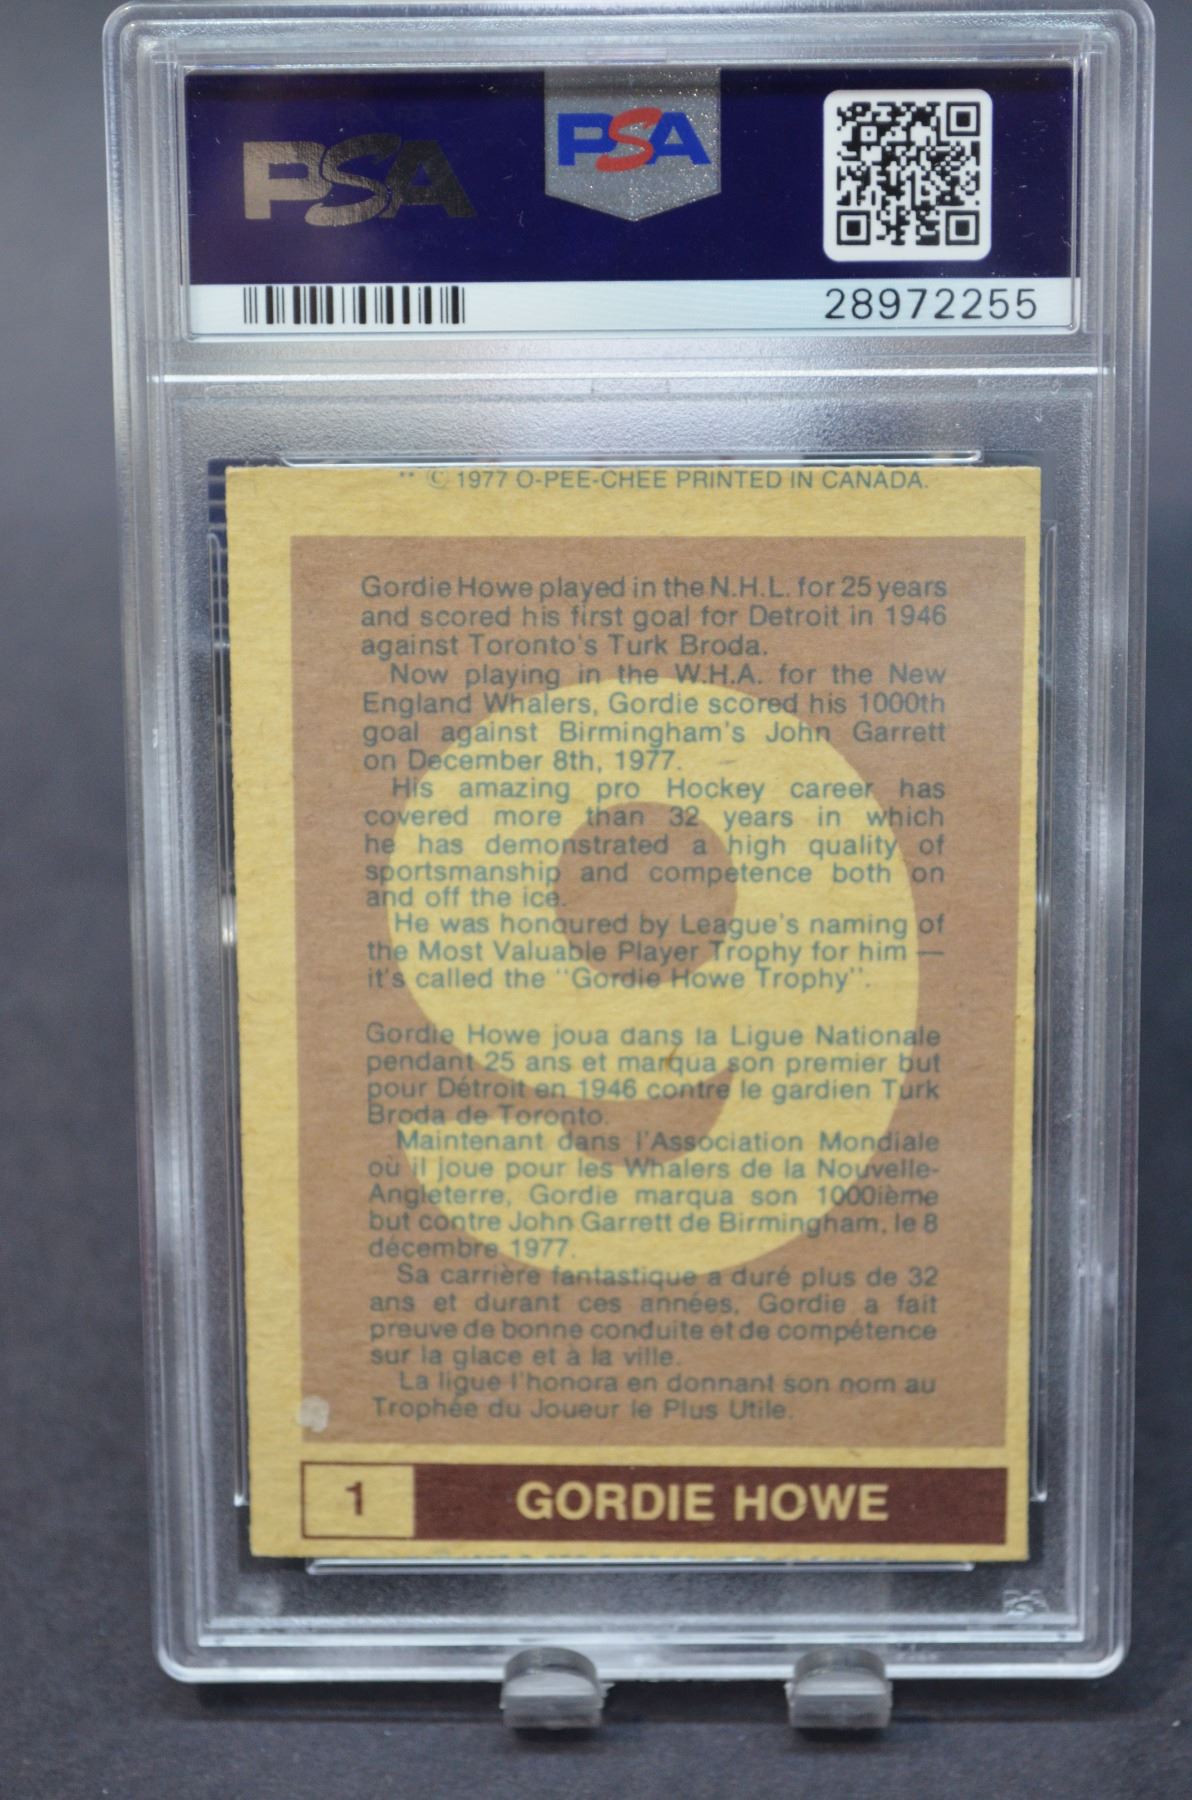 PSA
PSA
28972255
** © 1977 O-PEE-CHEE PRINTED IN CANADA.
Gordie Howe played in the N.H.L. for 25 years
and scored his first goal for Detroit in 1946
against Toronto's Turk Broda.
Now playing in the W.H.A. for the New
England Whalers, Gordie scored his 1000th
goal against Birmingham's John Garrett
on December 8th, 1977.
His amazing pro Hockey career has
covered more than 32 years in which
he has demonstrated a high quality of
sportsmanship and competence both on
and off the ice.
He was honoured by League's naming of
the Most Valuable Player Trophy for him —
it's called the "Gordie Howe Trophy".
9
Gordie Howe joua dans la Ligue Nationale
pendant 25 ans et marqua son premier but
pour Détroit en 1946 contre le gardien Turk
Broda de Toronto.
Maintenant dans l'Association Mondiale
où il joue pour les Whalers de la Nouvelle-
Angleterre, Gordie marqua son 1000ième
but contre John Garrett de Birmingham, le 8
décembre 1977.
Sa carrière fantastique a duré plus de 32
ans et durant ces années, Gordie a fait
preuve de bonne conduite et de compétence
sur la glace et à la ville.
La ligue l'honora en donnant son nom au
Trophée du Joueur le Plus Utile.
1 GORDIE HOWE
PSA